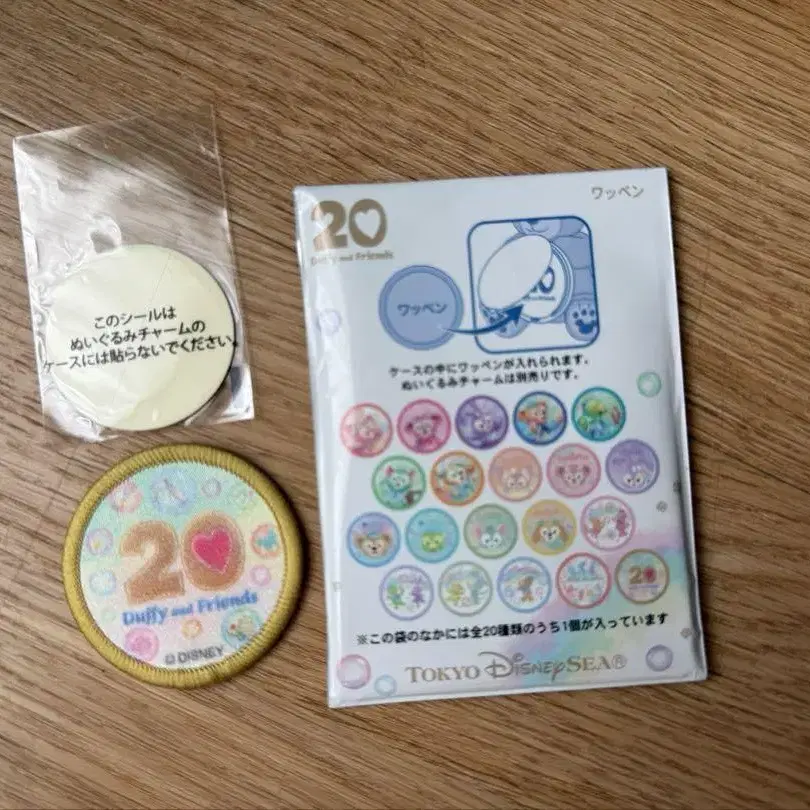 このシールは
ぬいぐるみチャームの
ケースには貼らないでください。
20
Duffy and Friends
© DISNEY
20
Duffy and Friends
ワッペン
ワッペン
20
ケースの中にワッペンが入れられます。
ぬいぐるみチャームは別売りです。
20
※この袋のなかには全20種類のうち1個が入っています
TOKYO DISNEYSEA®